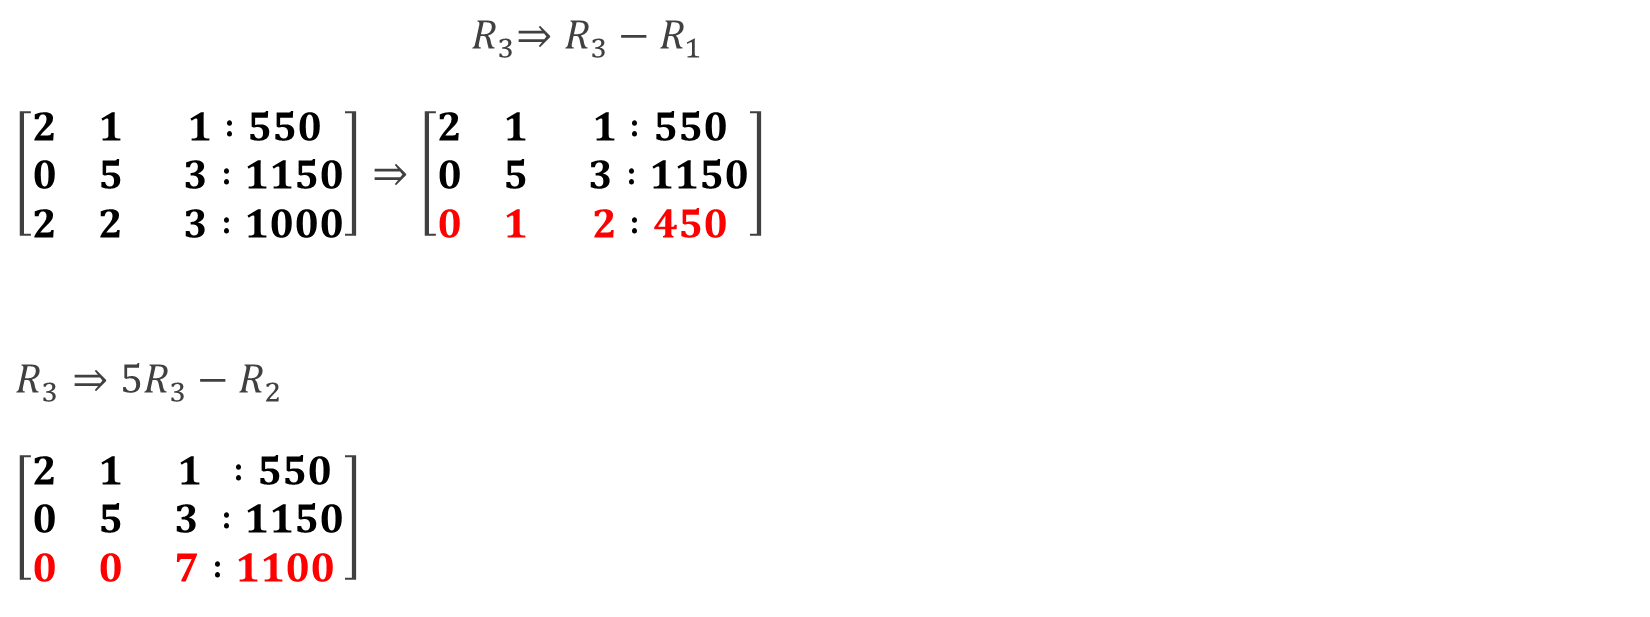 R₃⇒ R₃ − R₁
[2 1 1 : 550] [2 1 1 : 550]
[0 5 3 : 1150] ⇒ [0 5 3 : 1150]
[2 2 3 : 1000] [0 1 2 : 450]
R₃ ⇒ 5R₃ − R₂
[2 1 1 : 550]
[0 5 3 : 1150]
[0 0 7 : 1100]